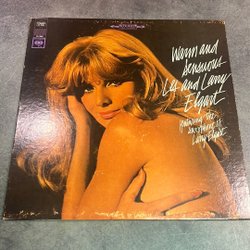 Warm and
Sensuous
Les and Larry
Elgart
featuring the
saxophone of
Larry Elgart